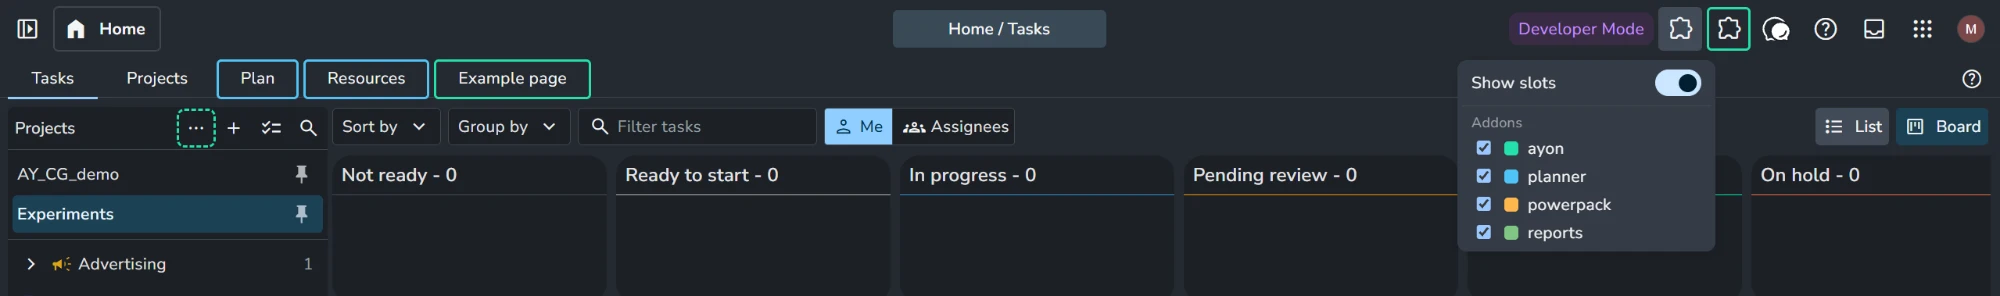 Home
Home / Tasks
Developer Mode
M
Tasks
Projects
Plan
Resources
Example page
Show slots
Projects
Sort by
Group by
Filter tasks
Me
Assignees
List
Board
Addons
ayon
planner
powerpack
reports
AY_CG_demo
Experiments
Advertising 1
Not ready - 0
Ready to start - 0
In progress - 0
Pending review - 0
On hold - 0